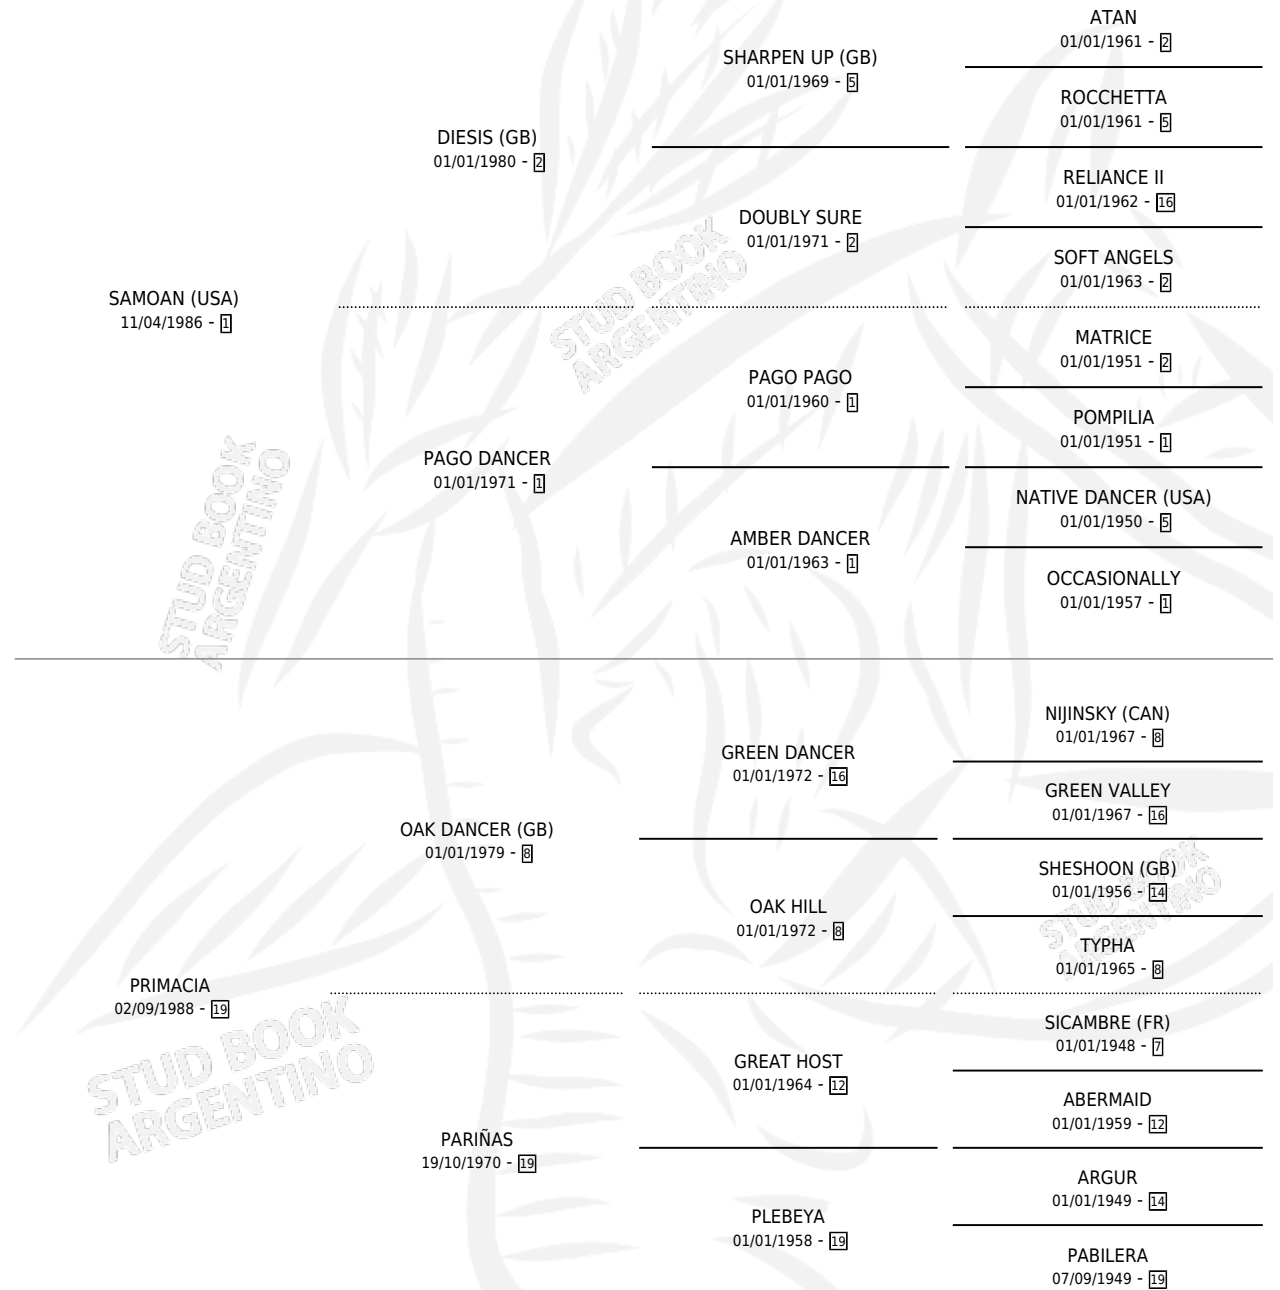 ATAN
01/01/1961 - 2
SHARPEN UP (GB)
01/01/1969 - 5
ROCCHETTA
01/01/1961 - 5
DIESIS (GB)
01/01/1980 - 2
RELIANCE II
01/01/1962 - 16
DOUBLY SURE
01/01/1971 - 2
SOFT ANGELS
01/01/1963 - 2
SAMOAN (USA)
11/04/1986 - 1
STUD BOOK
ARGENTINO
MATRICE
01/01/1951 - 2
PAGO PAGO
01/01/1960 - 1
POMPILIA
01/01/1951 - 1
PAGO DANCER
01/01/1971 - 1
NATIVE DANCER (USA)
01/01/1950 - 5
AMBER DANCER
01/01/1963 - 1
OCCASIONALLY
01/01/1957 - 1
STUD BOOK
ARGENTINO
NIJINSKY (CAN)
01/01/1967 - 8
GREEN DANCER
01/01/1972 - 16
GREEN VALLEY
01/01/1967 - 16
OAK DANCER (GB)
01/01/1979 - 8
SHESHOON (GB)
01/01/1956 - 14
OAK HILL
01/01/1972 - 8
TYPHA
01/01/1965 - 8
STUD BOOK
ARGENTINO
PRIMACIA
02/09/1988 - 19
SICAMBRE (FR)
01/01/1948 - 7
GREAT HOST
01/01/1964 - 12
ABERMAID
01/01/1959 - 12
STUD BOOK
ARGENTINO
PARIÑAS
19/10/1970 - 19
ARGUR
01/01/1949 - 14
PLEBEYA
01/01/1958 - 19
PABILERA
07/09/1949 - 19